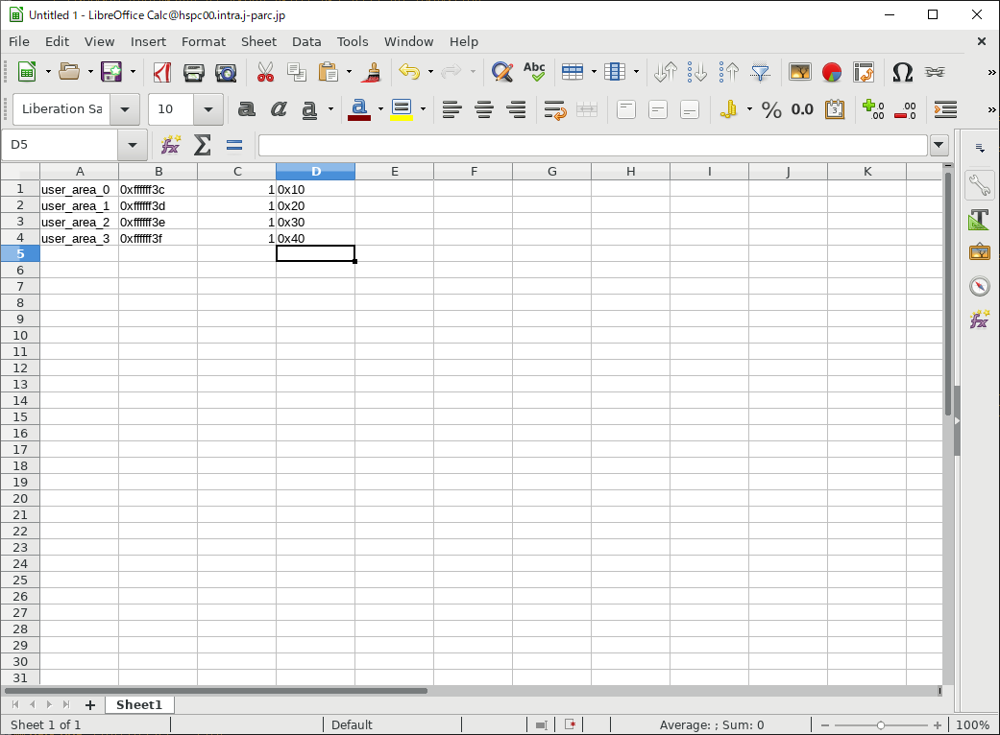 Untitled 1 - LibreOffice Calc@hspc00.intra.j-parc.jp
File Edit View Insert Format Sheet Data Tools Window Help
Abc
Liberation Sa 10 a a a a % 0.0
D5 fx Σ =
A B C D E F G H I J K
1 user_area_0 0xffffff3c 1 0x10
2 user_area_1 0xffffff3d 1 0x20
3 user_area_2 0xffffff3e 1 0x30
4 user_area_3 0xffffff3f 1 0x40
5
6
7
8
9
10
11
12
13
14
15
16
17
18
19
20
21
22
23
24
25
26
27
28
29
30
31
Sheet1
Sheet 1 of 1 Default Average: ; Sum: 0 100%